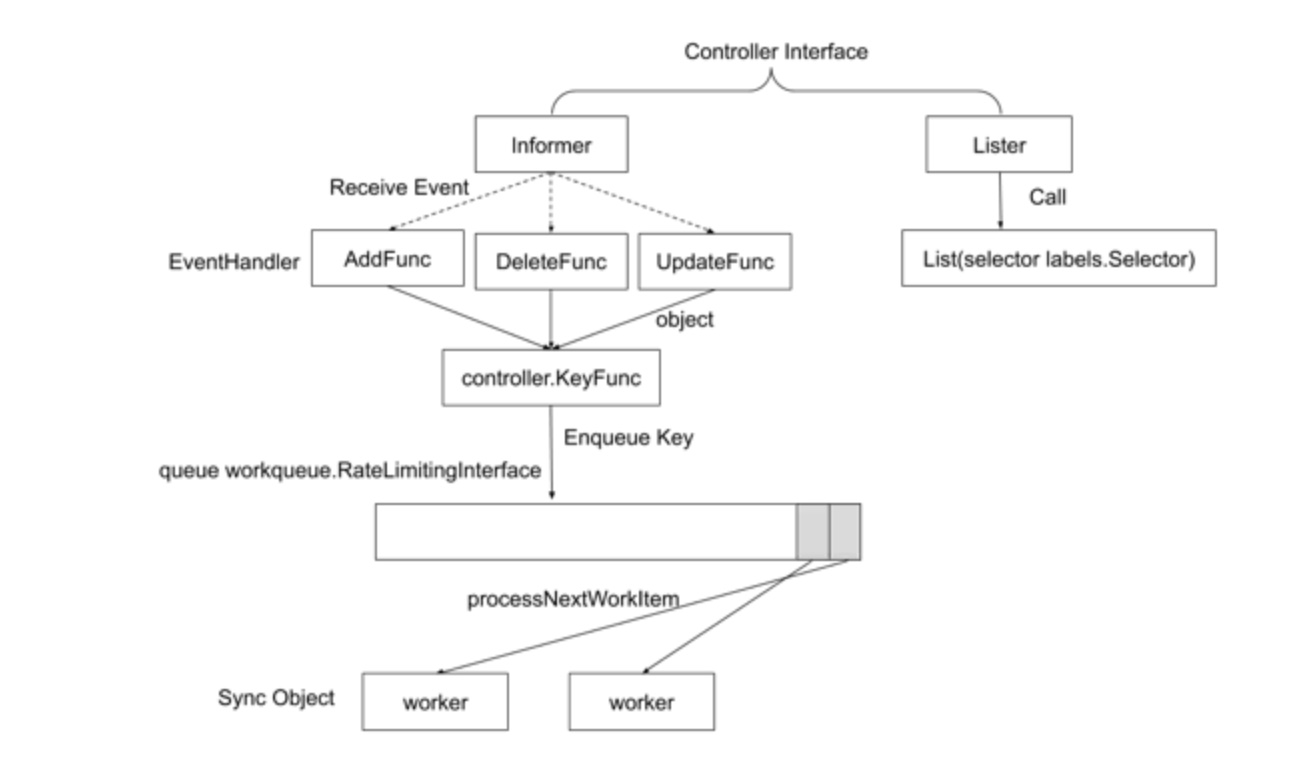 Controller Interface
Informer
Lister
Receive Event
Call
EventHandler
AddFunc
DeleteFunc
UpdateFunc
List(selector labels.Selector)
object
controller.KeyFunc
Enqueue Key
queue workqueue.RateLimitingInterface
processNextWorkItem
Sync Object
worker
worker